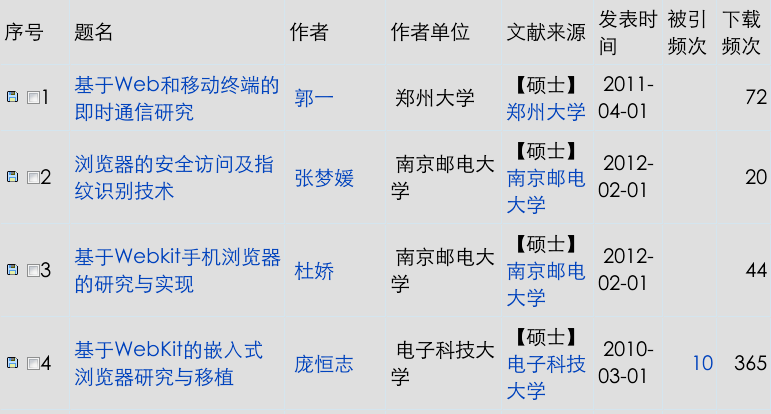 序号 题名 作者 作者单位 文献来源 发表时间 被引频次 下载频次
1 基于Web和移动终端的即时通信研究 郭一 郑州大学 【硕士】郑州大学 2011-04-01 72
2 浏览器的安全访问及指纹识别技术 张梦媛 南京邮电大学 【硕士】南京邮电大学 2012-02-01 20
3 基于Webkit手机浏览器的研究与实现 杜娇 南京邮电大学 【硕士】南京邮电大学 2012-02-01 44
4 基于WebKit的嵌入式浏览器研究与移植 庞恒志 电子科技大学 【硕士】电子科技大学 2010-03-01 10 365